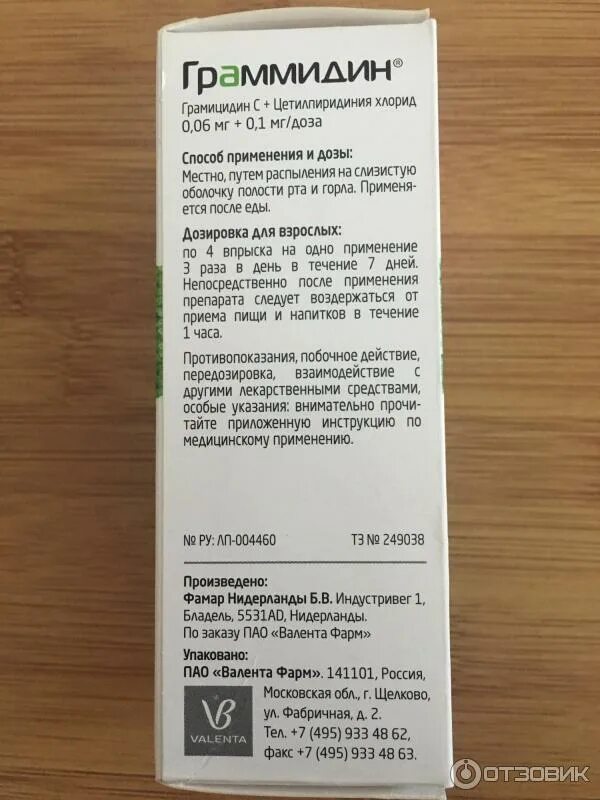 Граммидин®
Грамицидин С + Цетилпиридиния хлорид
0,06 мг + 0,1 мг/доза
Способ применения и дозы:
Местно, путем распыления на слизистую
оболочку полости рта и горла. Применя-
ется после еды.
Дозировка для взрослых:
по 4 впрыска на одно применение
3 раза в день в течение 7 дней.
Непосредственно после применения
препарата следует воздержаться от
приема пищи и напитков в течение
1 часа.
Противопоказания, побочное действие,
передозировка, взаимодействие с
другими лекарственными средствами,
особые указания: внимательно прочи-
тайте приложенную инструкцию по
медицинскому применению.
№ РУ: ЛП-004460 ТЗ № 249038
Произведено:
Фамар Нидерланды Б.В. Индустривег 1,
Бладель, 5531AD, Нидерланды.
По заказу ПАО «Валента Фарм»
Упаковано:
ПАО «Валента Фарм». 141101, Россия,
Московская обл., г. Щелково,
ул. Фабричная, д. 2.
Тел. +7 (495) 933 48 62,
факс +7 (495) 933 48 63.
VALENTA
ОТЗОВИК